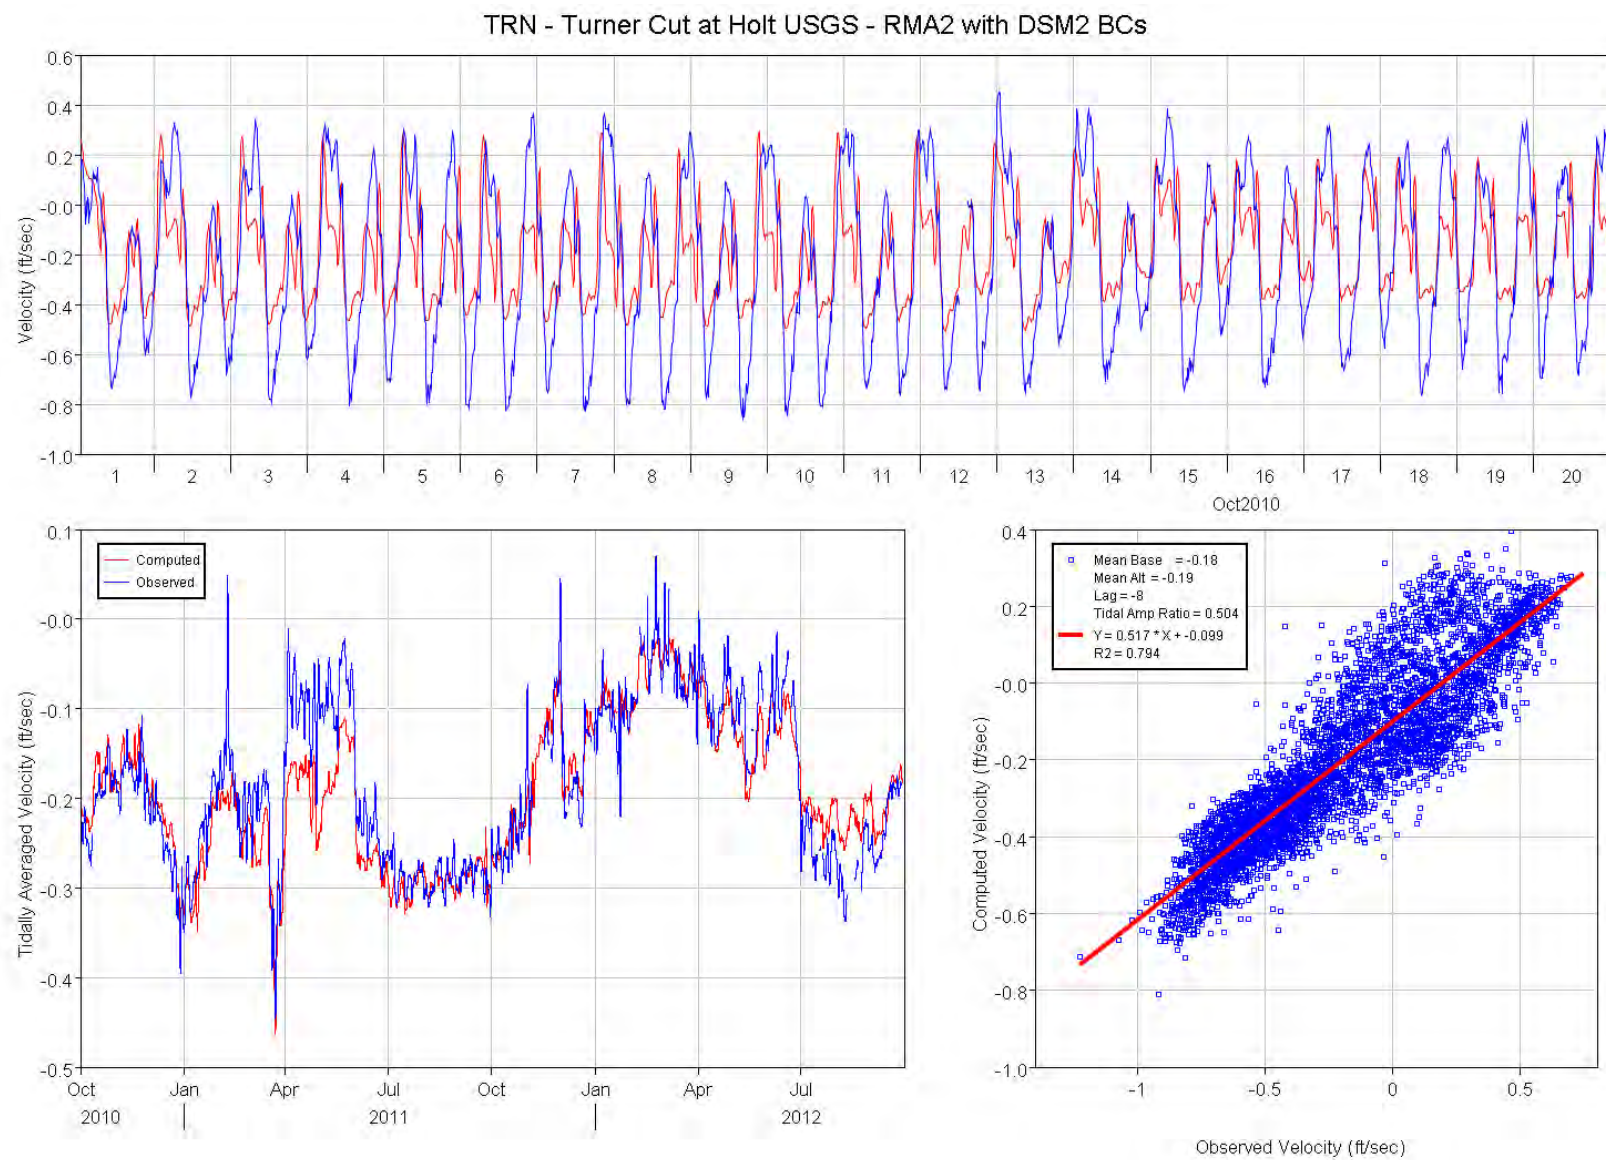 TRN - Turner Cut at Holt USGS - RMA2 with DSM2 BCs
0.6
0.4
0.2
-0.0
-0.2
-0.4
-0.6
-0.8
-1.0
Velocity (ft/sec)
1 2 3 4 5 6 7 8 9 10 11 12 13 14 15 16 17 18 19 20
Oct2010
0.1
-0.0
-0.1
-0.2
-0.3
-0.4
-0.5
Tidally Averaged Velocity (ft/sec)
Computed
Observed
Oct Jan Apr Jul Oct Jan Apr Jul
2010 2011 2012
0.4
0.2
-0.0
-0.2
-0.4
-0.6
-0.8
-1.0
Computed Velocity (ft/sec)
Mean Base = -0.18
Mean Alt = -0.19
Lag = -8
Tidal Amp Ratio = 0.504
Y = 0.517 * X + -0.099
R2 = 0.794
-1 -0.5 0 0.5
Observed Velocity (ft/sec)